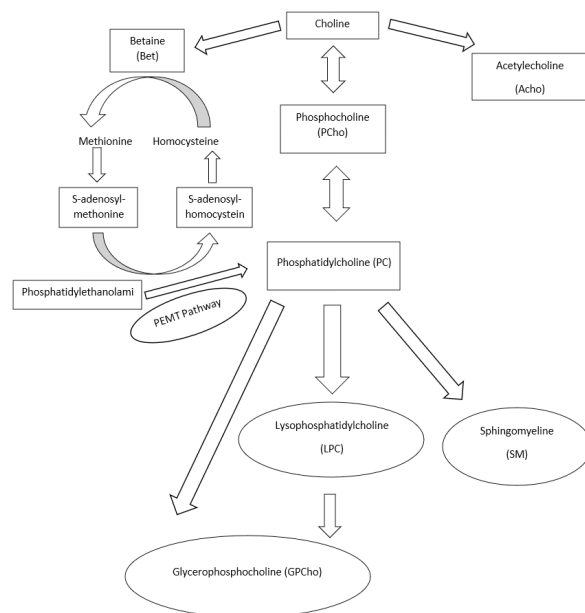 Choline
Betaine
(Bet)
Acetylecholine
(Acho)
Phosphocholine
(PCho)
Methionine
Homocysteine
S-adenosyl-
methonine
S-adenosyl-
homocystein
Phosphatidylcholine (PC)
Phosphatidylethanolami
PEMT Pathway
Lysophosphatidylcholine
(LPC)
Sphingomyeline
(SM)
Glycerophosphocholine (GPCho)